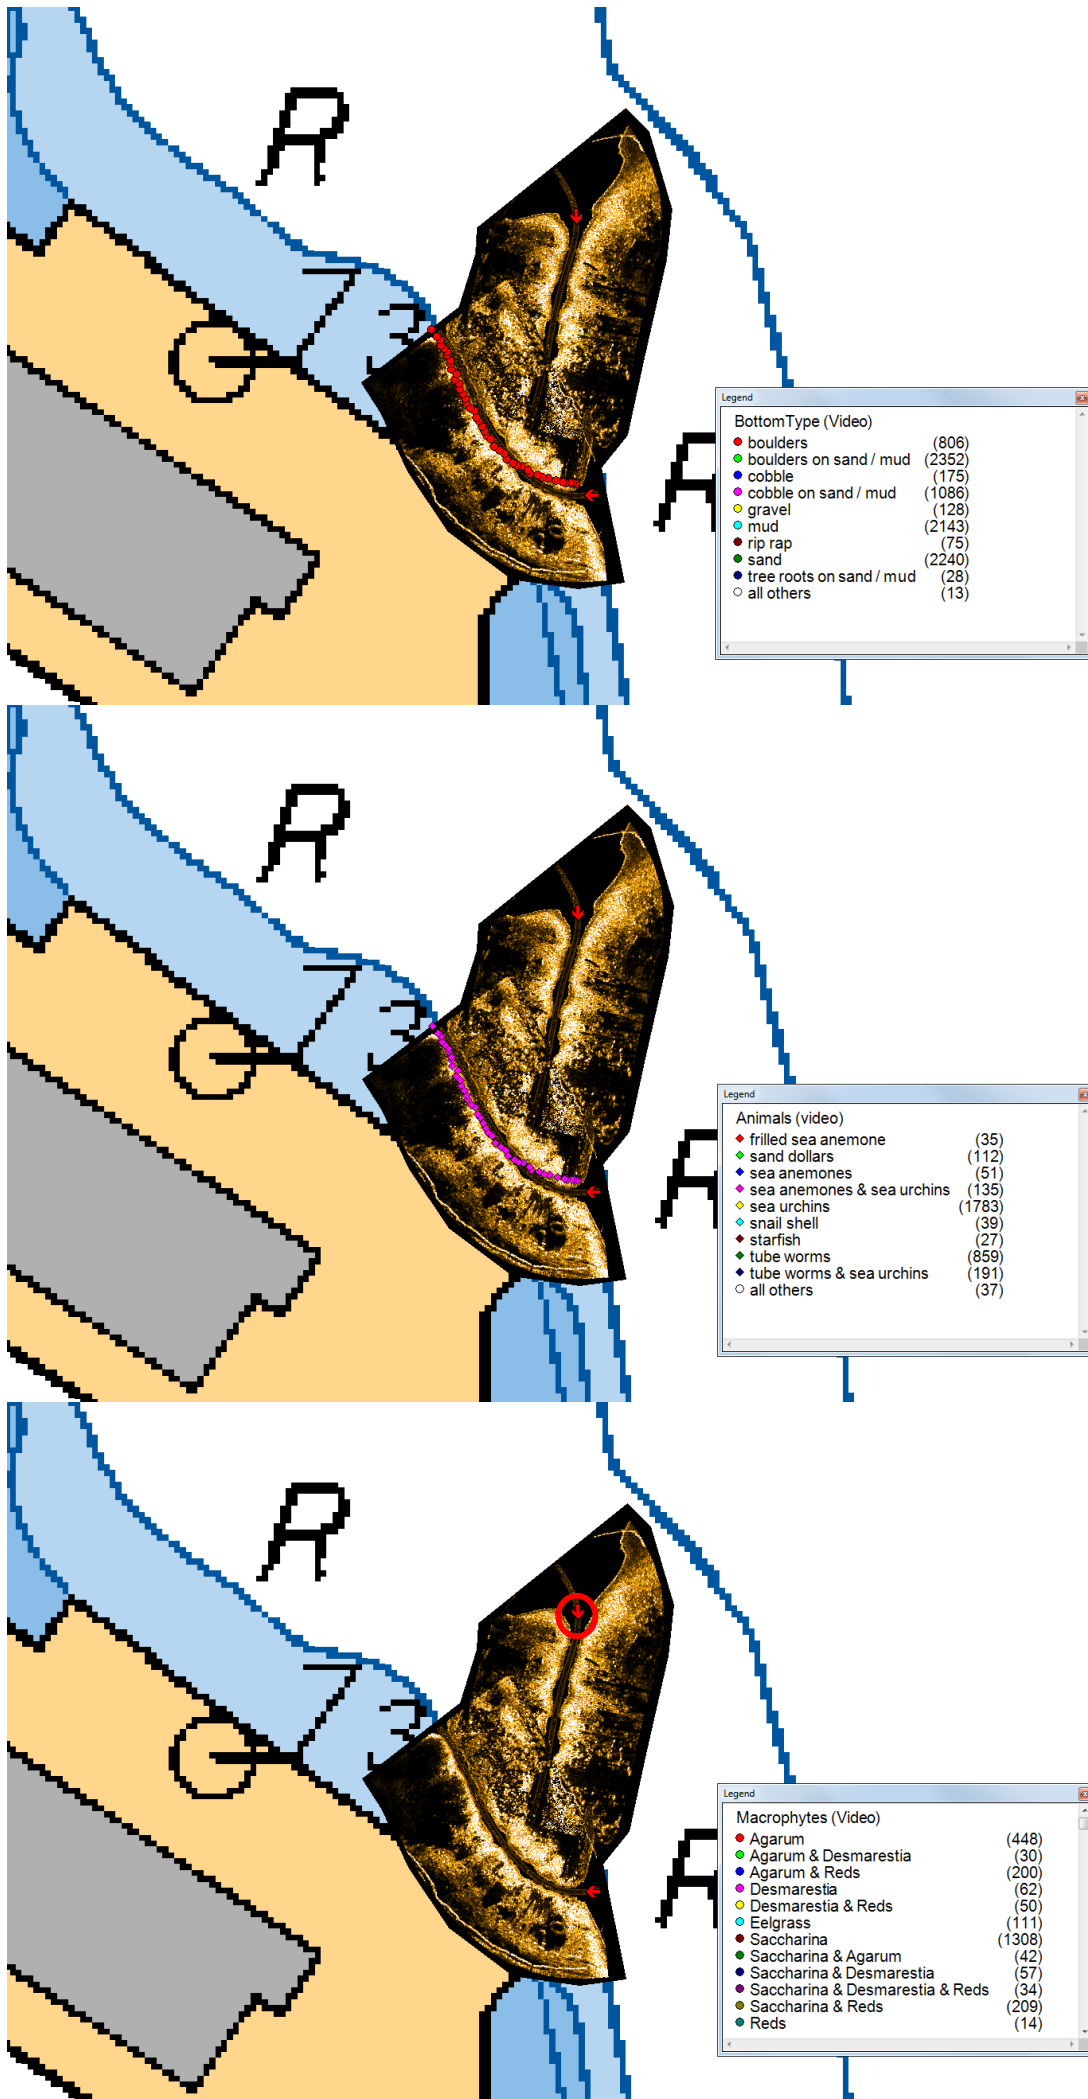 R
73
R
Legend
BottomType (Video)
boulders (806)
boulders on sand / mud (2352)
cobble (175)
cobble on sand / mud (1086)
gravel (128)
mud (2143)
rip rap (75)
sand (2240)
tree roots on sand / mud (28)
all others (13)
R
73
R
Legend
Animals (video)
frilled sea anemone (35)
sand dollars (112)
sea anemones (51)
sea anemones & sea urchins (135)
sea urchins (1783)
snail shell (39)
starfish (27)
tube worms (859)
tube worms & sea urchins (191)
all others (37)
R
73
R
Legend
Macrophytes (Video)
Agarum (448)
Agarum & Desmarestia (30)
Agarum & Reds (200)
Desmarestia (62)
Desmarestia & Reds (50)
Eelgrass (111)
Saccharina (1308)
Saccharina & Agarum (42)
Saccharina & Desmarestia (57)
Saccharina & Desmarestia & Reds (34)
Saccharina & Reds (209)
Reds (14)